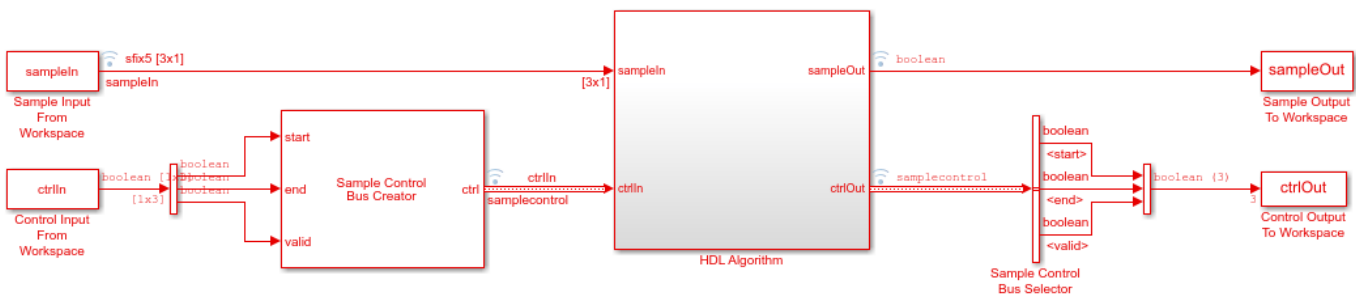 sampleIn
Sample Input
From
Workspace
sfix5 [3x1]
sampleIn
[3x1]
sampleIn
sampleOut
boolean
sampleOut
Sample Output
To Workspace
ctrlIn
Control Input
From
Workspace
boolean [1x3]
[1x3]
boolean
boolean
boolean
start
end
valid
Sample Control
Bus Creator
ctrl
ctrlIn
samplecontrol
ctrlIn
ctrlOut
HDL Algorithm
samplecontrol
boolean
<start>
boolean
<end>
boolean
<valid>
Sample Control
Bus Selector
boolean (3)
3
ctrlOut
Control Output
To Workspace